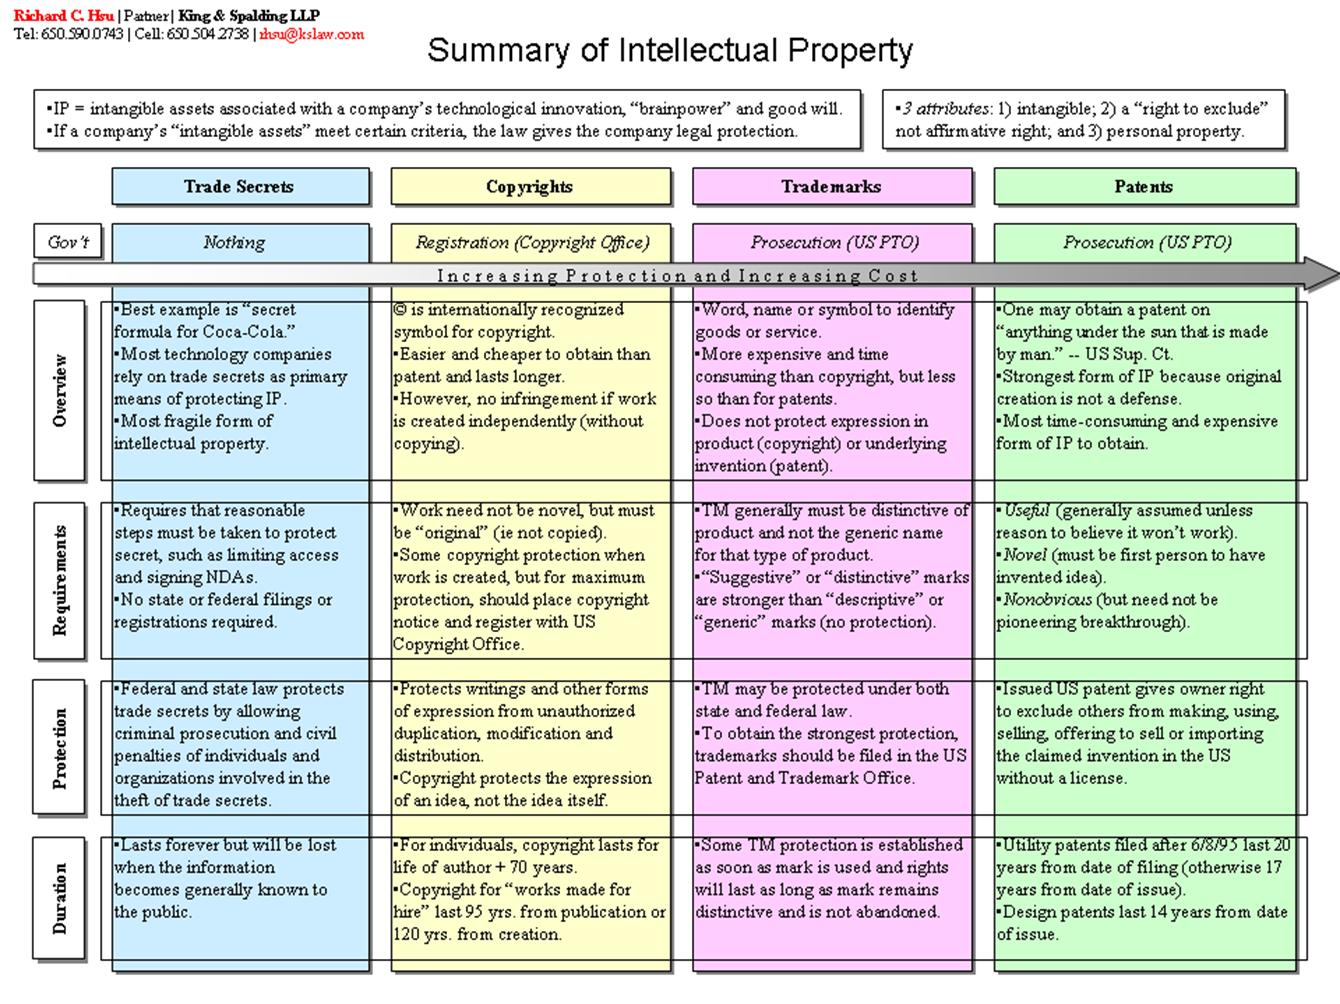 Richard C. Hsu | Partner | King & Spalding LLP
Tel: 650.590.0743 | Cell: 650.504.2738 | rhsu@kslaw.com
Summary of Intellectual Property
▪IP = intangible assets associated with a company's technological innovation, "brainpower" and good will.
▪If a company's "intangible assets" meet certain criteria, the law gives the company legal protection.
▪3 attributes: 1) intangible; 2) a "right to exclude"
not affirmative right; and 3) personal property.
Trade Secrets
Copyrights
Trademarks
Patents
Gov't
Nothing
Registration (Copyright Office)
Prosecution (US PTO)
Prosecution (US PTO)
Increasing Protection and Increasing Cost
Overview
▪Best example is "secret
formula for Coca-Cola."
▪Most technology companies
rely on trade secrets as primary
means of protecting IP.
▪Most fragile form of
intellectual property.
© is internationally recognized
symbol for copyright.
▪Easier and cheaper to obtain than
patent and lasts longer.
▪However, no infringement if work
is created independently (without
copying).
▪Word, name or symbol to identify
goods or service.
▪More expensive and time
consuming than copyright, but less
so than for patents.
▪Does not protect expression in
product (copyright) or underlying
invention (patent).
▪One may obtain a patent on
"anything under the sun that is made
by man." -- US Sup. Ct.
▪Strongest form of IP because original
creation is not a defense.
▪Most time-consuming and expensive
form of IP to obtain.
Requirements
▪Requires that reasonable
steps must be taken to protect
secret, such as limiting access
and signing NDAs.
▪No state or federal filings or
registrations required.
▪Work need not be novel, but must
be "original" (ie not copied).
▪Some copyright protection when
work is created, but for maximum
protection, should place copyright
notice and register with US
Copyright Office.
▪TM generally must be distinctive of
product and not the generic name
for that type of product.
▪"Suggestive" or "distinctive" marks
are stronger than "descriptive" or
"generic" marks (no protection).
▪Useful (generally assumed unless
reason to believe it won't work).
▪Novel (must be first person to have
invented idea).
▪Nonobvious (but need not be
pioneering breakthrough).
Protection
▪Federal and state law protects
trade secrets by allowing
criminal prosecution and civil
penalties of individuals and
organizations involved in the
theft of trade secrets.
▪Protects writings and other forms
of expression from unauthorized
duplication, modification and
distribution.
▪Copyright protects the expression
of an idea, not the idea itself.
▪TM may be protected under both
state and federal law.
▪To obtain the strongest protection,
trademarks should be filed in the US
Patent and Trademark Office.
▪Issued US patent gives owner right
to exclude others from making, using,
selling, offering to sell or importing
the claimed invention in the US
without a license.
Duration
▪Lasts forever but will be lost
when the information
becomes generally known to
the public.
▪For individuals, copyright lasts for
life of author + 70 years.
▪Copyright for "works made for
hire" last 95 yrs. from publication or
120 yrs. from creation.
▪Some TM protection is established
as soon as mark is used and rights
will last as long as mark remains
distinctive and is not abandoned.
▪Utility patents filed after 6/8/95 last 20
years from date of filing (otherwise 17
years from date of issue).
▪Design patents last 14 years from date
of issue.